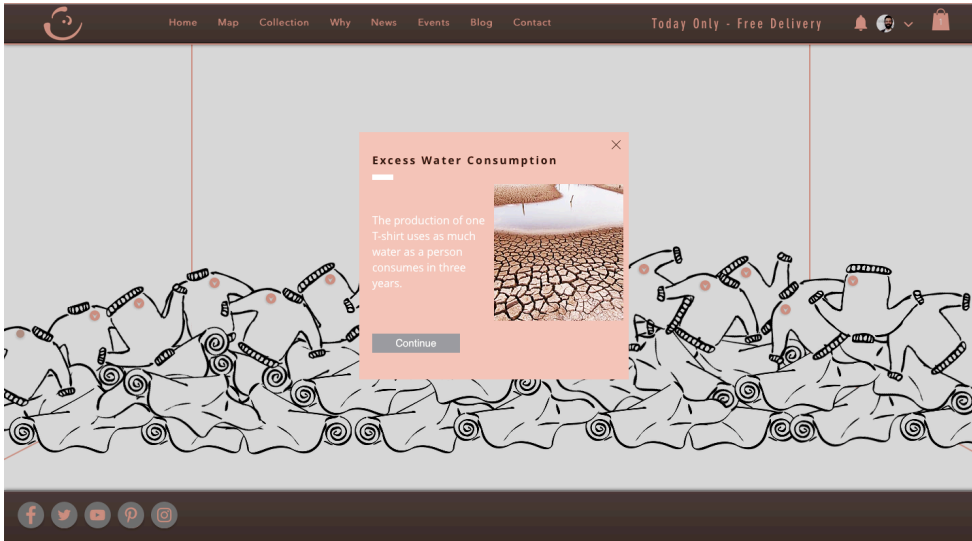 Home Map Collection Why News Events Blog Contact Today Only - Free Delivery
Excess Water Consumption
The production of one
T-shirt uses as much
water as a person
consumes in three
years.
Continue